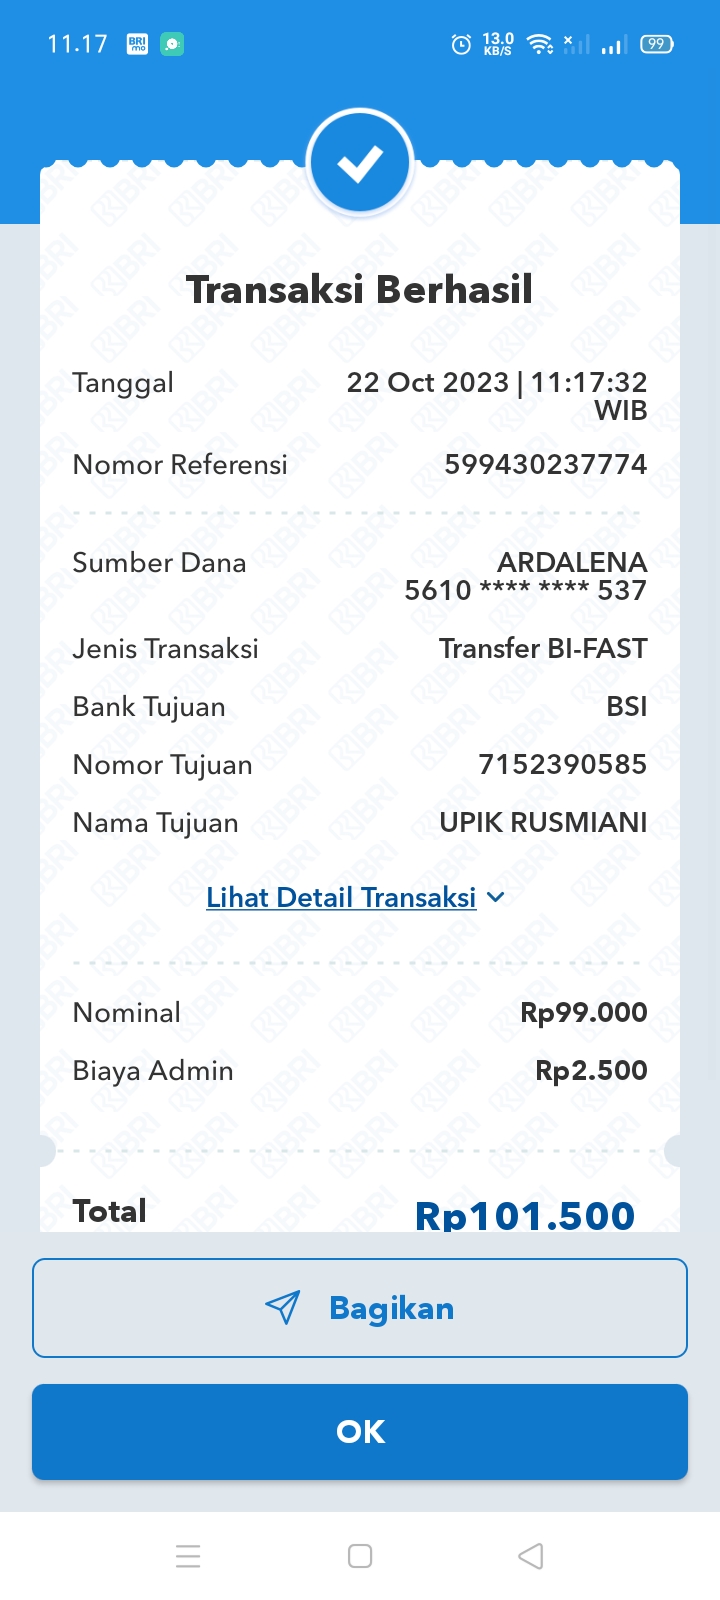 11.17 BRI mo 13.0 KB/S 99
Transaksi Berhasil
Tanggal 22 Oct 2023 | 11:17:32
WIB
Nomor Referensi 599430237774
Sumber Dana ARDALENA
5610 **** **** 537
Jenis Transaksi Transfer BI-FAST
Bank Tujuan BSI
Nomor Tujuan 7152390585
Nama Tujuan UPIK RUSMIANI
Lihat Detail Transaksi
Nominal Rp99.000
Biaya Admin Rp2.500
Total Rp101.500
Bagikan
OK